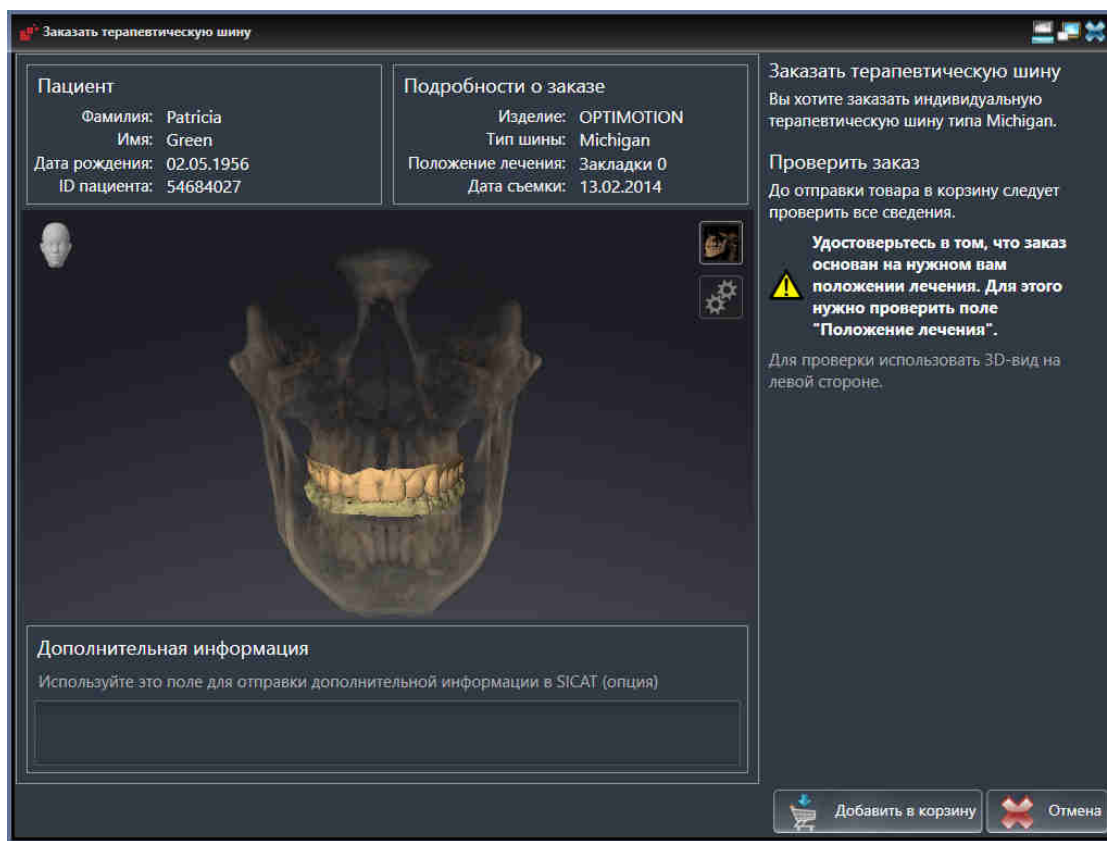 Заказать терапевтическую шину
Пациент
Фамилия: Patricia
Имя: Green
Дата рождения: 02.05.1956
ID пациента: 54684027
Подробности о заказе
Изделие: OPTIMOTION
Тип шины: Michigan
Положение лечения: Закладки 0
Дата съемки: 13.02.2014
Дополнительная информация
Используйте это поле для отправки дополнительной информации в SICAT (опция)
Заказать терапевтическую шину
Вы хотите заказать индивидуальную
терапевтическую шину типа Michigan.
Проверить заказ
До отправки товара в корзину следует
проверить все сведения.
Удостоверьтесь в том, что заказ
основан на нужном вам
положении лечения. Для этого
нужно проверить поле
"Положение лечения".
Для проверки использовать 3D-вид на
левой стороне.
Добавить в корзину
Отмена